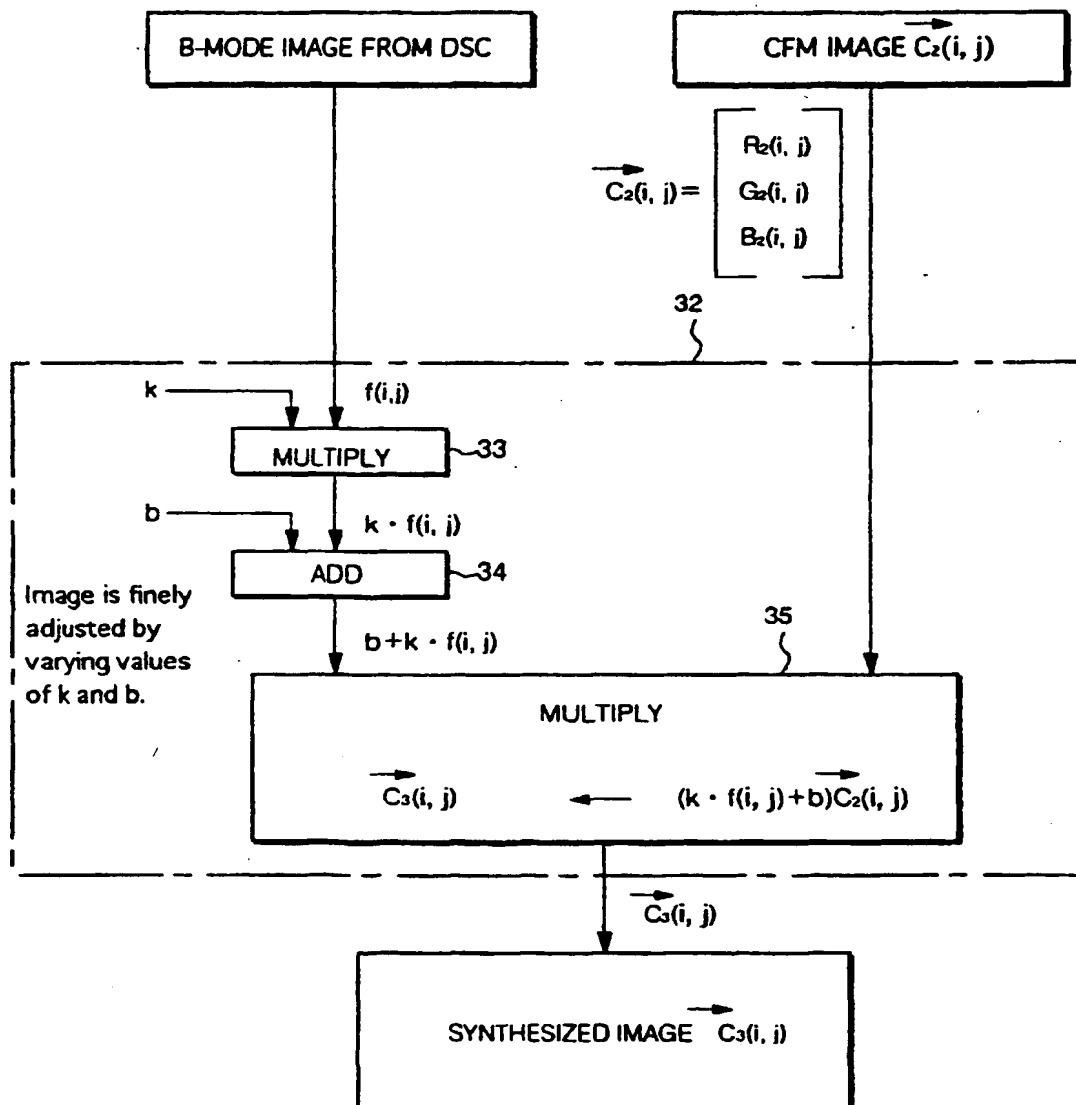 B-MODE IMAGE FROM DSC
CFM IMAGE C₂(i, j)
C₂(i, j) =
R₂(i, j)
G₂(i, j)
B₂(i, j)
32
k
f(i,j)
MULTIPLY
33
b
k · f(i, j)
ADD
34
Image is finely
adjusted by
varying values
of k and b.
b+k · f(i, j)
35
MULTIPLY
C₃(i, j) ← (k · f(i, j)+b)C₂(i, j)
C₃(i, j)
SYNTHESIZED IMAGE C₃(i, j)